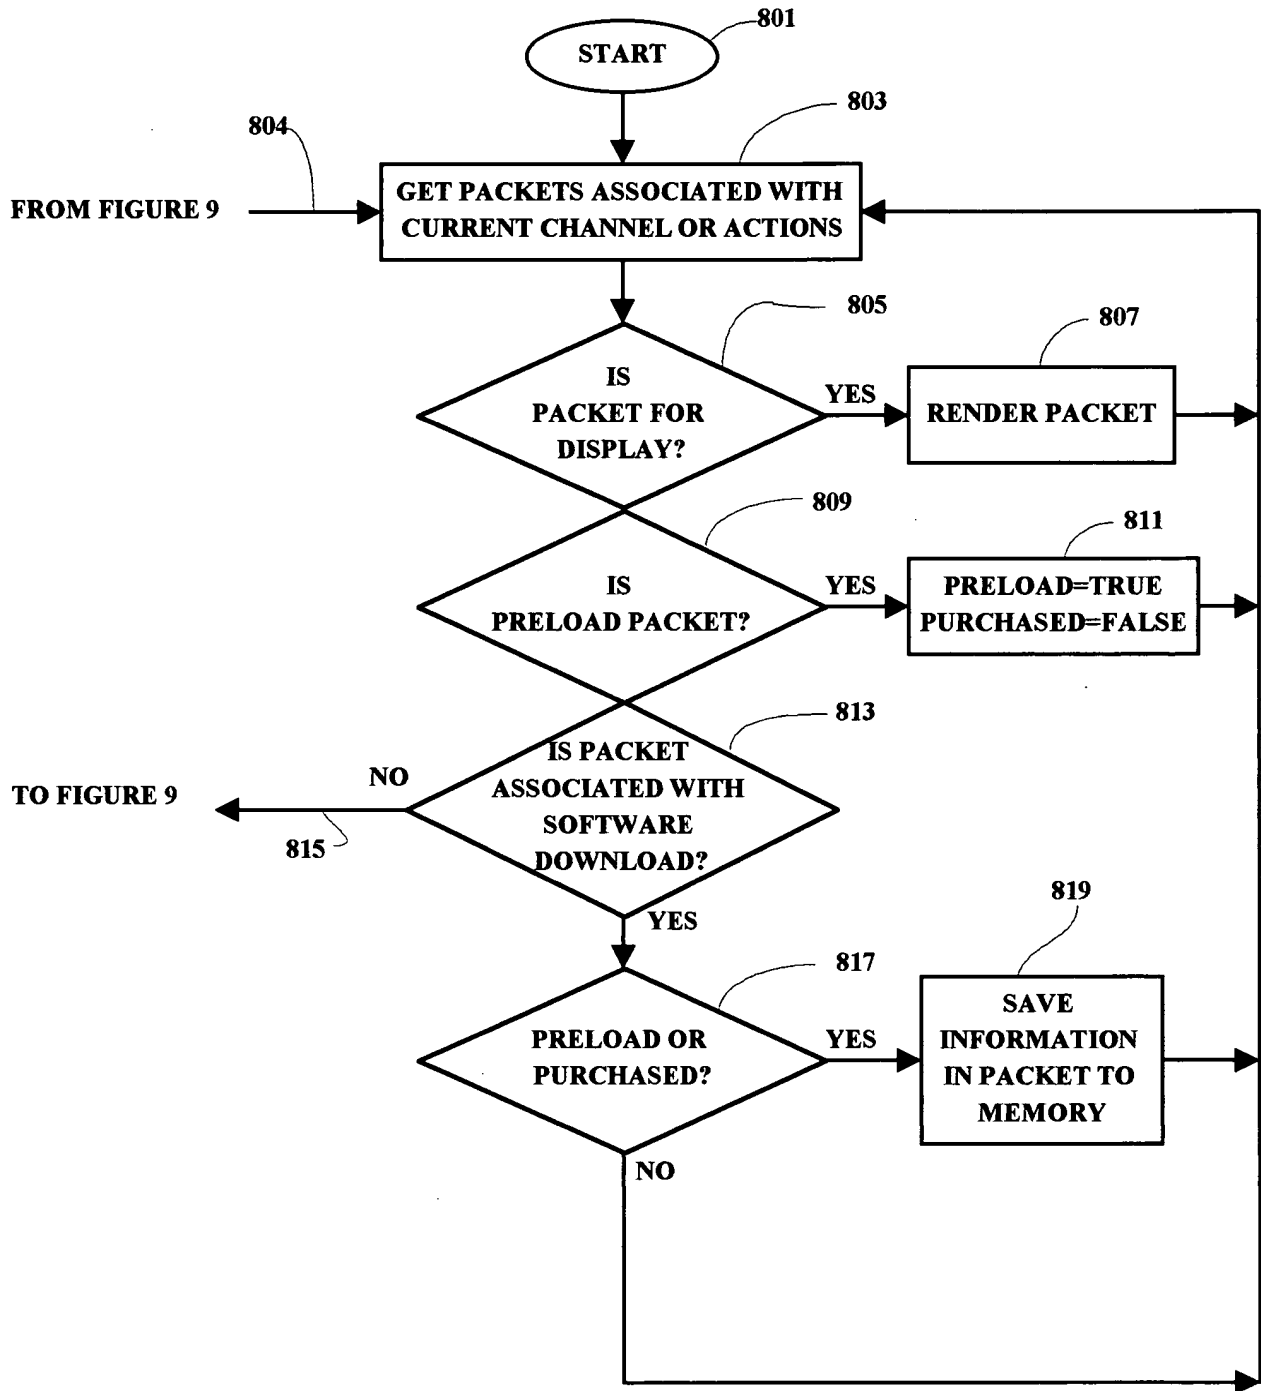 START
801
803
804
FROM FIGURE 9
GET PACKETS ASSOCIATED WITH
CURRENT CHANNEL OR ACTIONS
805
IS
PACKET FOR
DISPLAY?
YES
807
RENDER PACKET
809
IS
PRELOAD PACKET?
YES
811
PRELOAD=TRUE
PURCHASED=FALSE
813
IS PACKET
ASSOCIATED WITH
SOFTWARE
DOWNLOAD?
NO
TO FIGURE 9
815
YES
817
PRELOAD OR
PURCHASED?
YES
819
SAVE
INFORMATION
IN PACKET TO
MEMORY
NO